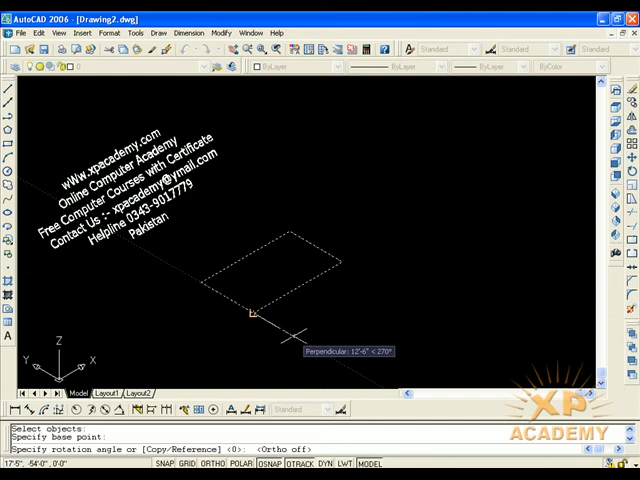 AutoCAD 2006 - [Drawing2.dwg]
File Edit View Insert Format Tools Draw Dimension Modify Window Help
Standard Standard Standard
0 ByLayer ByLayer ByLayer ByColor
wWw.xpacademy.com
Online Computer Academy
Free Computer Courses with Certificate
Contact Us :- xpacademy@ymail.com
Helpline 0343-9017779
Pakistan
Perpendicular: 12'-6" < 270°
Z
Y X
Model Layout1 Layout2
Standard
XP
ACADEMY
Select objects:
Specify base point:
Specify rotation angle or [Copy/Reference] <0>: <Ortho off>
17'-5", -54'-0", 0'-0" SNAP GRID ORTHO POLAR OSNAP OTRACK DYN LWT MODEL